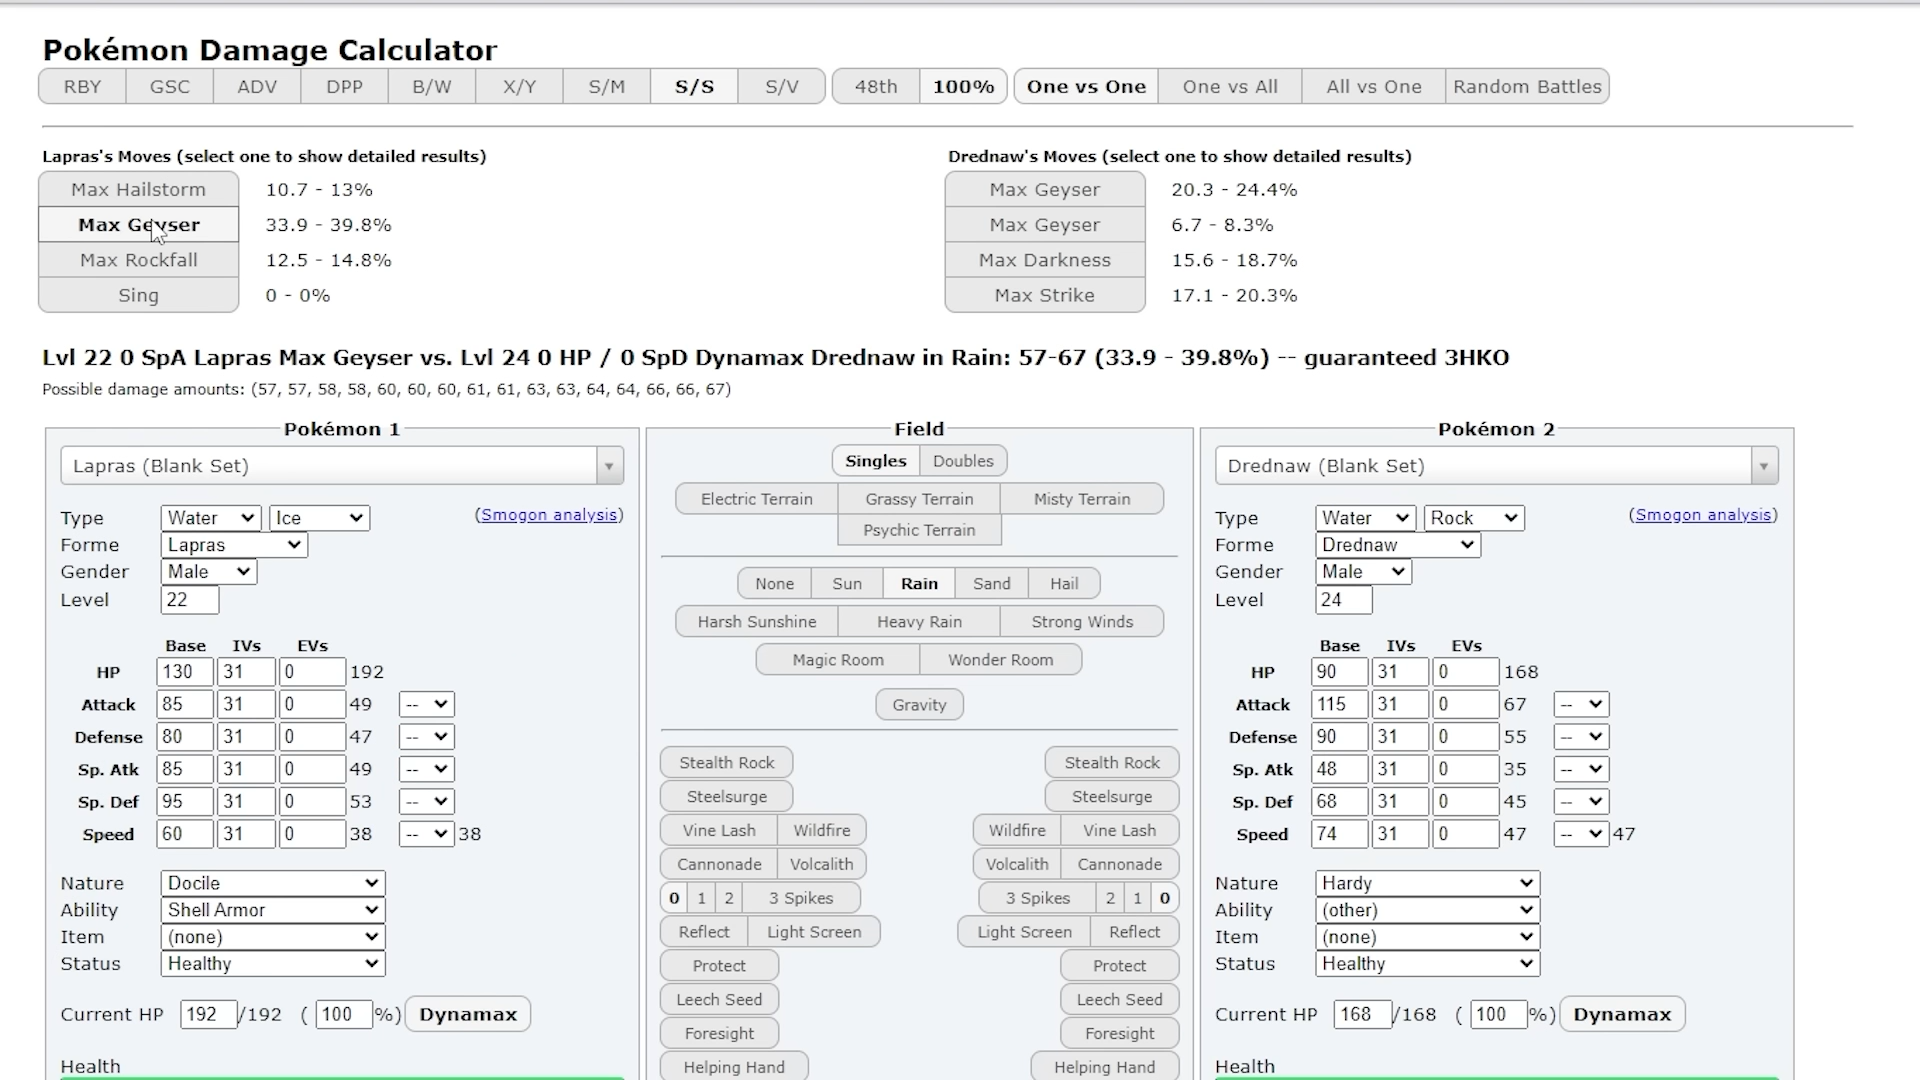 Pokémon Damage Calculator
RBY GSC ADV DPP B/W X/Y S/M S/S S/V 48th 100% One vs One One vs All All vs One Random Battles
Lapras's Moves (select one to show detailed results)
Max Hailstorm 10.7 - 13%
Max Geyser 33.9 - 39.8%
Max Rockfall 12.5 - 14.8%
Sing 0 - 0%
Drednaw's Moves (select one to show detailed results)
Max Geyser 20.3 - 24.4%
Max Geyser 6.7 - 8.3%
Max Darkness 15.6 - 18.7%
Max Strike 17.1 - 20.3%
Lvl 22 0 SpA Lapras Max Geyser vs. Lvl 24 0 HP / 0 SpD Dynamax Drednaw in Rain: 57-67 (33.9 - 39.8%) -- guaranteed 3HKO
Possible damage amounts: (57, 57, 58, 58, 60, 60, 60, 61, 61, 63, 63, 64, 64, 66, 66, 67)
Pokémon 1
Lapras (Blank Set)
Type Water Ice (Smogon analysis)
Forme Lapras
Gender Male
Level 22
Base IVs EVs
HP 130 31 0 192
Attack 85 31 0 49 --
Defense 80 31 0 47 --
Sp. Atk 85 31 0 49 --
Sp. Def 95 31 0 53 --
Speed 60 31 0 38 -- 38
Nature Docile
Ability Shell Armor
Item (none)
Status Healthy
Current HP 192 /192 ( 100 %) Dynamax
Health
Field
Singles Doubles
Electric Terrain Grassy Terrain Misty Terrain
Psychic Terrain
None Sun Rain Sand Hail
Harsh Sunshine Heavy Rain Strong Winds
Magic Room Wonder Room
Gravity
Stealth Rock Stealth Rock
Steelsurge Steelsurge
Vine Lash Wildfire Wildfire Vine Lash
Cannonade Volcalith Volcalith Cannonade
0 1 2 3 Spikes 3 Spikes 2 1 0
Reflect Light Screen Light Screen Reflect
Protect Protect
Leech Seed Leech Seed
Foresight Foresight
Helping Hand Helping Hand
Pokémon 2
Drednaw (Blank Set)
Type Water Rock (Smogon analysis)
Forme Drednaw
Gender Male
Level 24
Base IVs EVs
HP 90 31 0 168
Attack 115 31 0 67 --
Defense 90 31 0 55 --
Sp. Atk 48 31 0 35 --
Sp. Def 68 31 0 45 --
Speed 74 31 0 47 -- 47
Nature Hardy
Ability (other)
Item (none)
Status Healthy
Current HP 168 /168 ( 100 %) Dynamax
Health